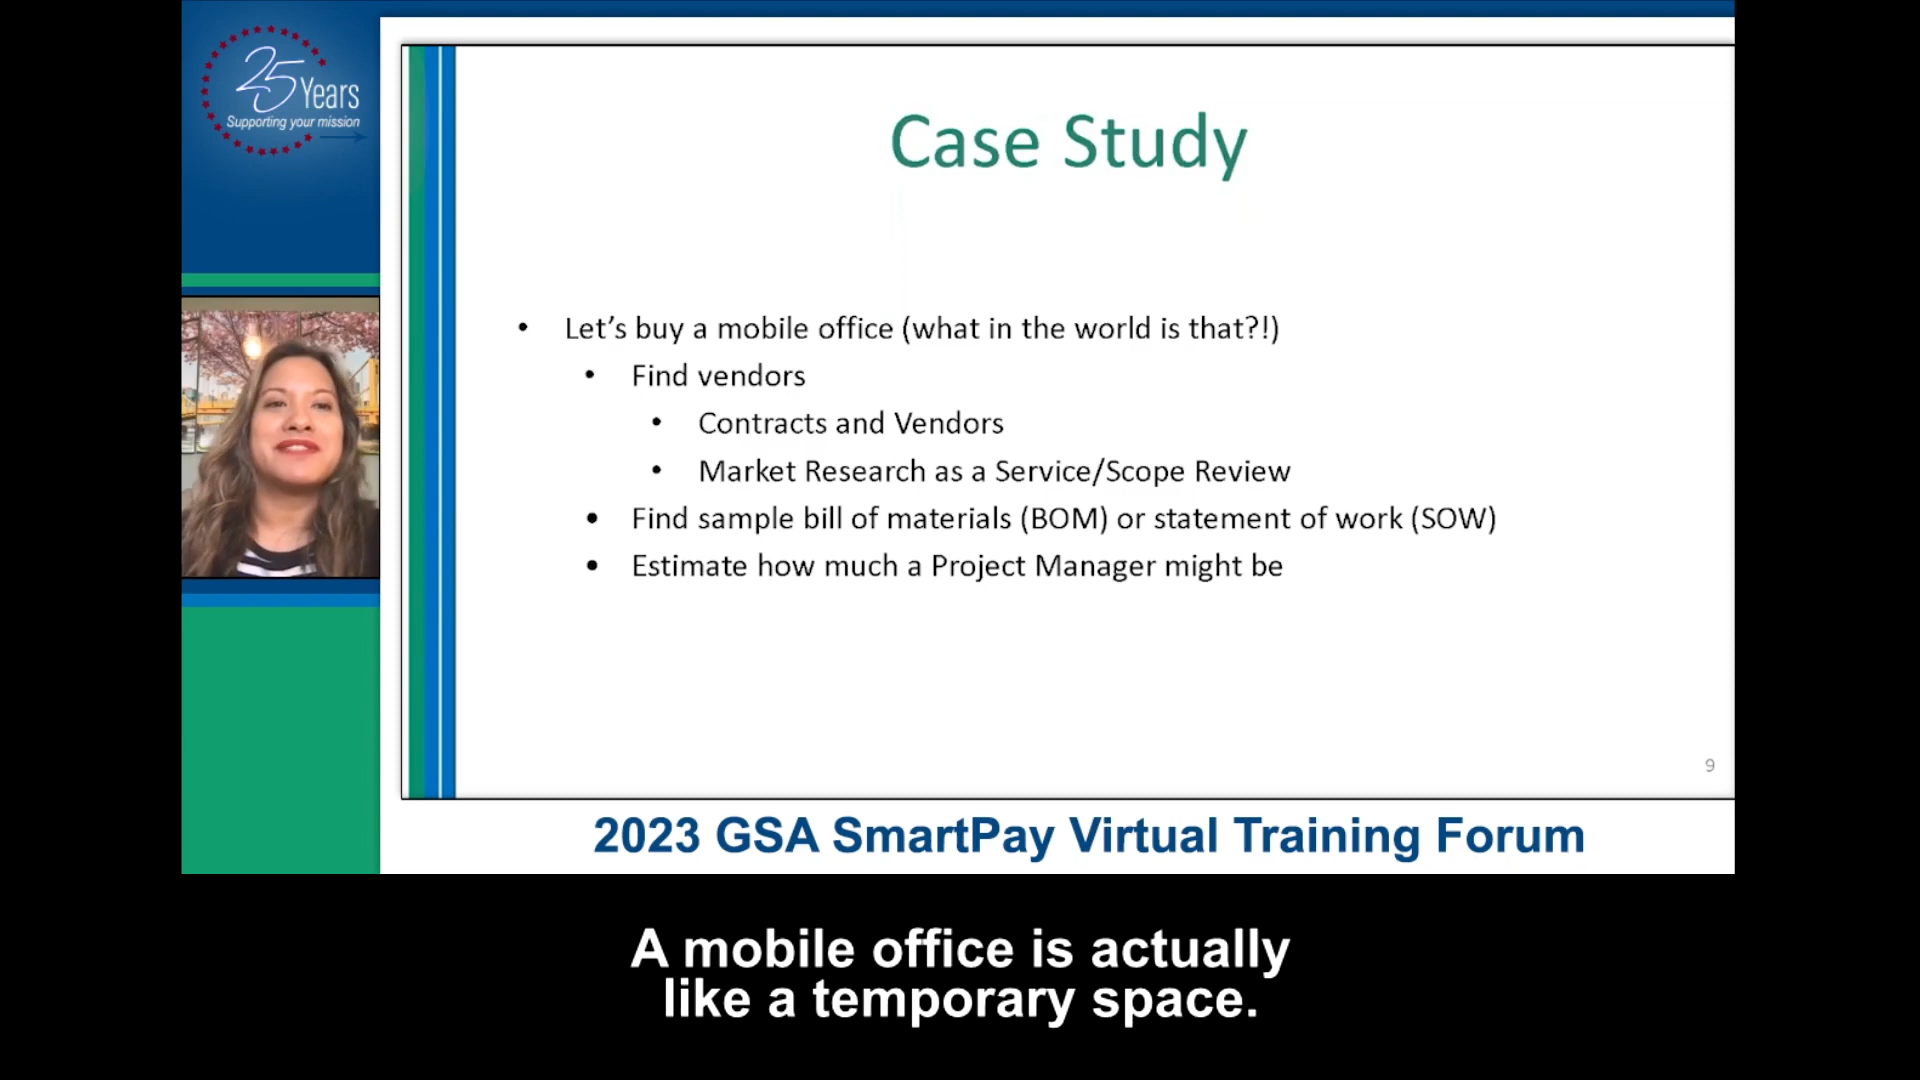 25 Years
Supporting your mission
Case Study
• Let’s buy a mobile office (what in the world is that?!)
• Find vendors
• Contracts and Vendors
• Market Research as a Service/Scope Review
• Find sample bill of materials (BOM) or statement of work (SOW)
• Estimate how much a Project Manager might be
9
2023 GSA SmartPay Virtual Training Forum
A mobile office is actually
like a temporary space.